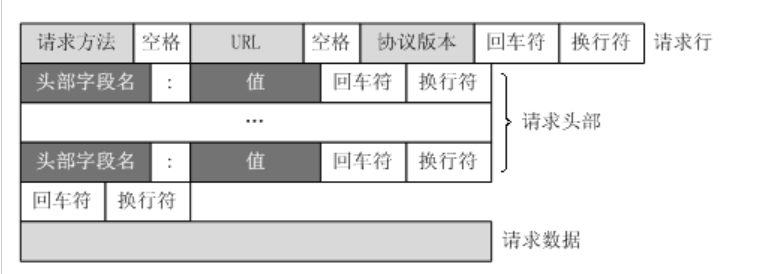 请求方法 空格 URL 空格 协议版本 回车符 换行符 请求行
头部字段名 : 值 回车符 换行符
...
请求头部
头部字段名 : 值 回车符 换行符
回车符 换行符
请求数据